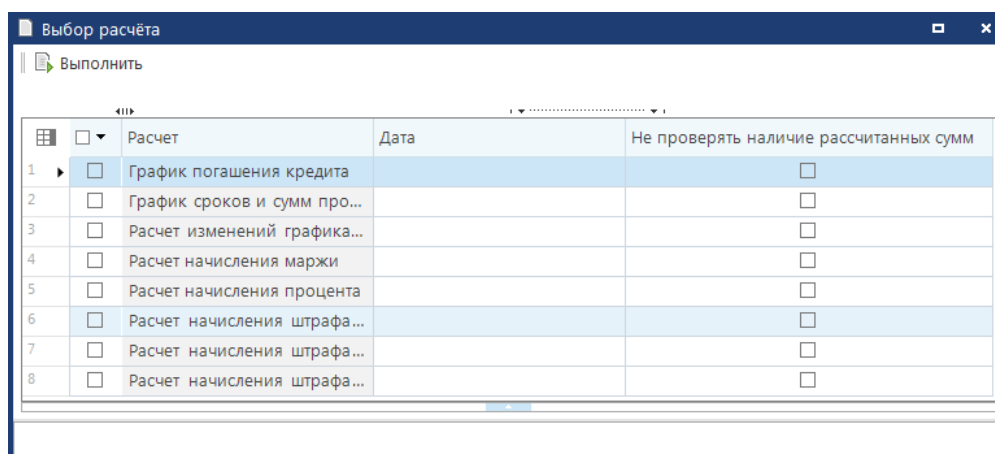 Выбор расчёта
Выполнить
Расчет Дата Не проверять наличие рассчитанных сумм
1 График погашения кредита
2 График сроков и сумм про...
3 Расчет изменений графика...
4 Расчет начисления маржи
5 Расчет начисления процента
6 Расчет начисления штрафа...
7 Расчет начисления штрафа...
8 Расчет начисления штрафа...